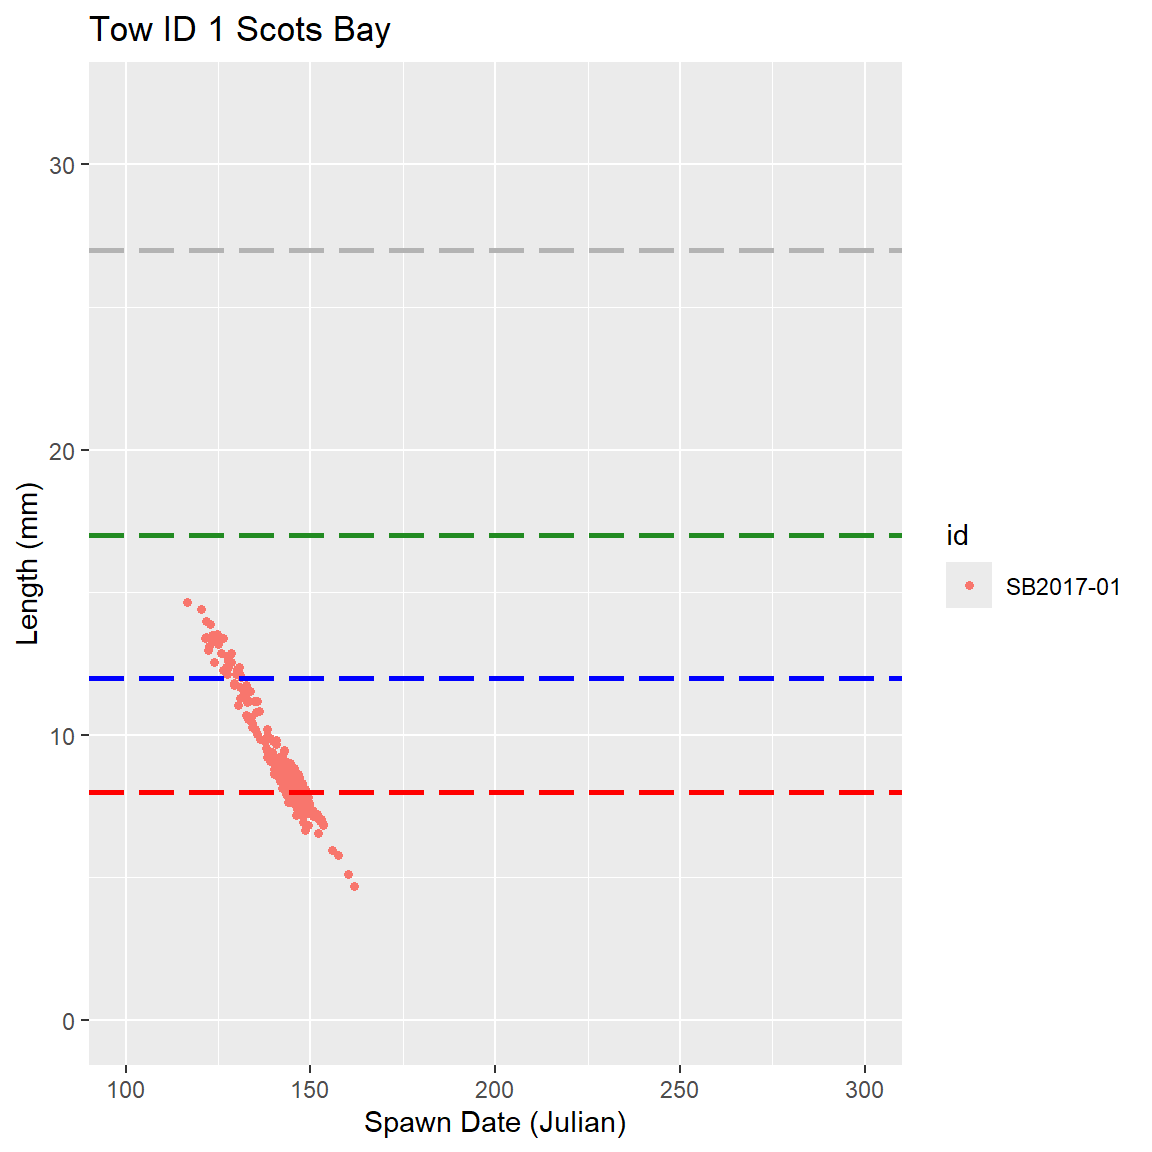 Tow ID 1 Scots Bay
30
20
10
0
Length (mm)
100 150 200 250 300
Spawn Date (Julian)
id
SB2017-01